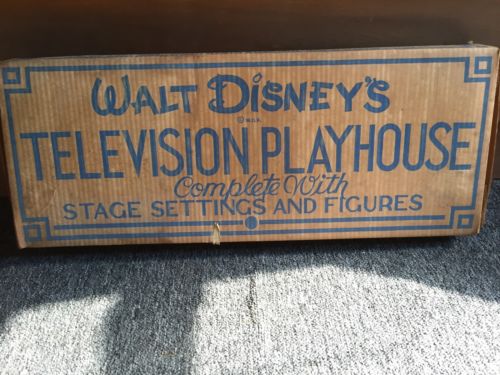 WALT DISNEY'S
© W.D.P.
TELEVISION PLAYHOUSE
Complete With
STAGE SETTINGS AND FIGURES